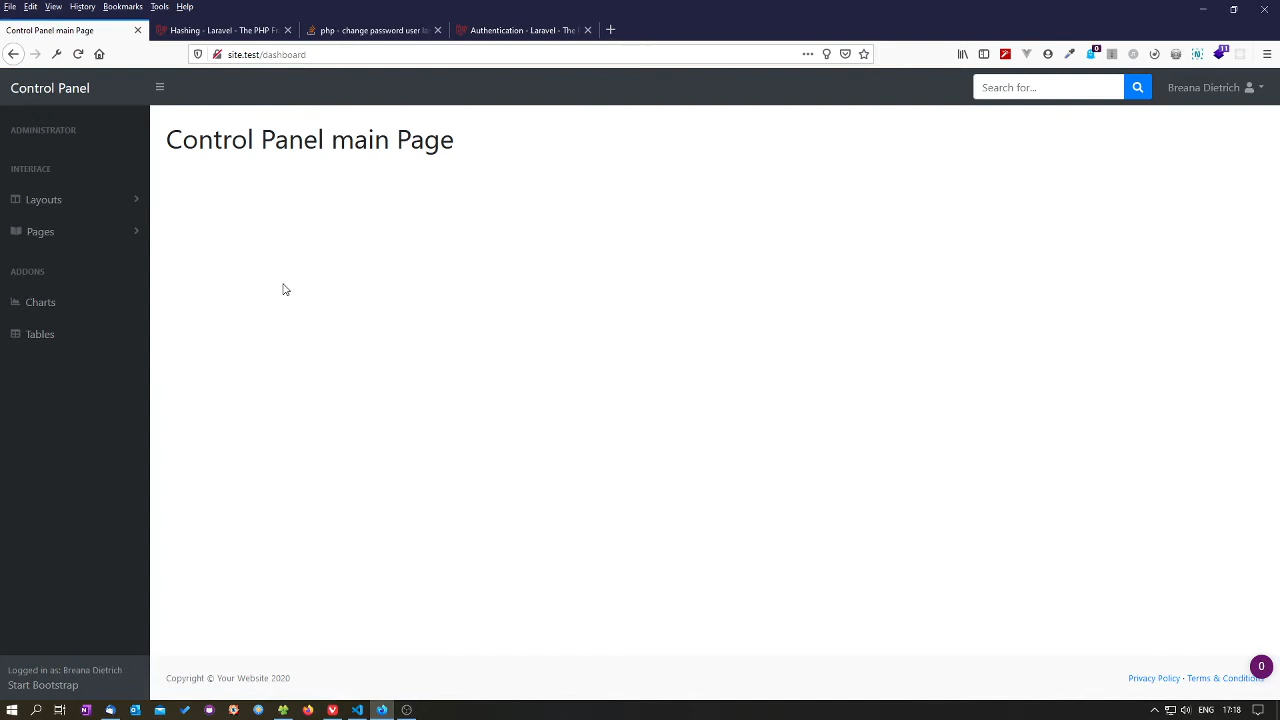 File Edit View History Bookmarks Tools Help
Control Panel main Page
Hashing - Laravel - The PHP Fr
php - change password user la
Authentication - Laravel - The
site.test/dashboard
0
11
Control Panel
Search for...
Breana Dietrich
ADMINISTRATOR
INTERFACE
Layouts
Pages
ADDONS
Charts
Tables
Control Panel main Page
Logged in as: Breana Dietrich
Start Bootstrap
Copyright © Your Website 2020
Privacy Policy · Terms & Conditions
0
ENG 17:18